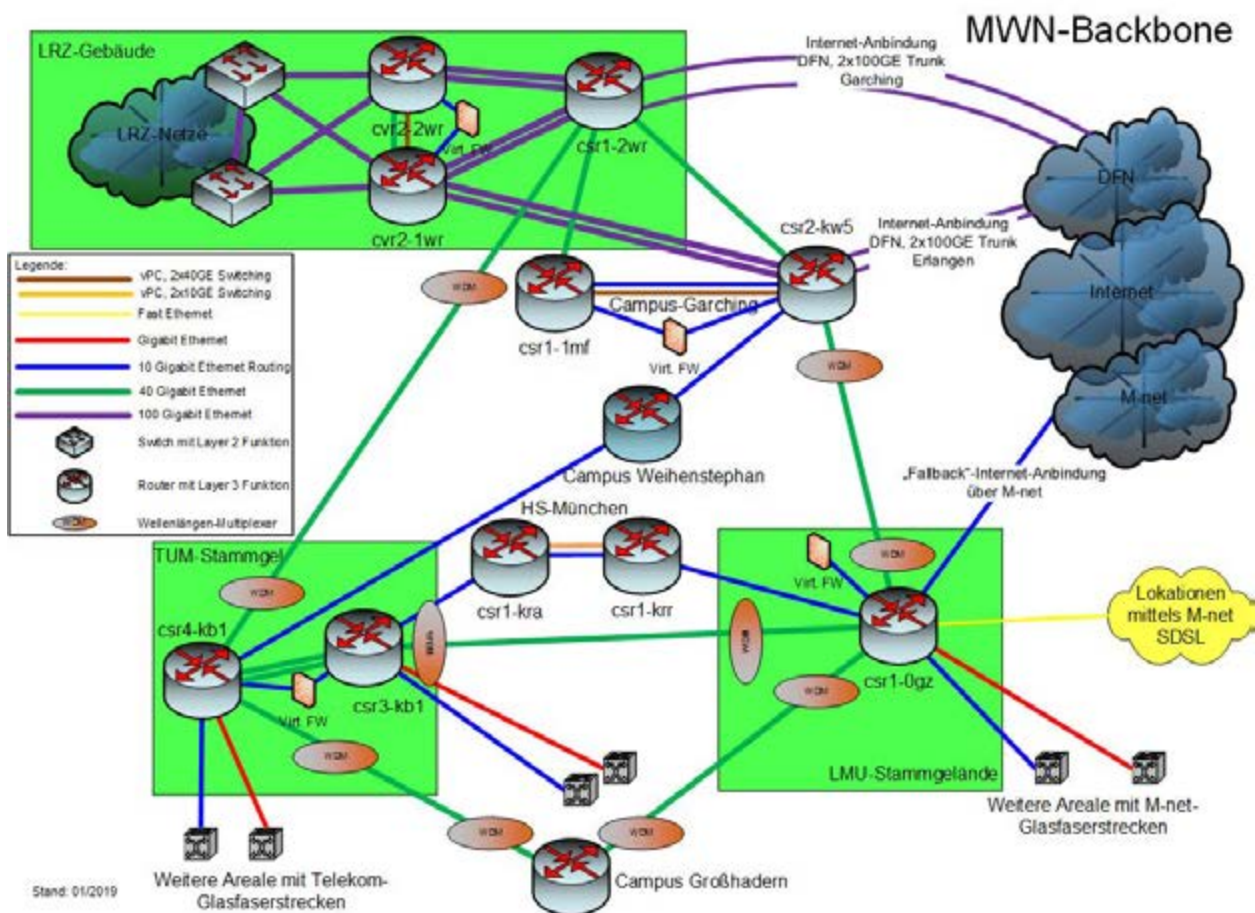 MWN-Backbone
LRZ-Gebäude
Internet-Anbindung
DFN, 2x100GE Trunk
Garching
LRZ-Netze
cvr2-2wr
Virt. FW
csr1-2wr
DFN
cvr2-1wr
csr2-kw5
Internet-Anbindung
DFN, 2x100GE Trunk
Erlangen
Legende:
vPC, 2x40GE Switching
vPC, 2x10GE Switching
Fast Ethernet
Gigabit Ethernet
10 Gigabit Ethernet Routing
40 Gigabit Ethernet
100 Gigabit Ethernet
Switch mit Layer 2 Funktion
Router mit Layer 3 Funktion
WDM
Wellenlängen-Multiplexer
WDM
Campus-Garching
csr1-1mf
Virt. FW
Internet
WDM
M-net
Campus Weihenstephan
„Fallback"-Internet-Anbindung
über M-net
HS-München
TUM-Stammgel
WDM
csr1-kra
csr1-krr
Virt. FW
WDM
Lokationen
mittels M-net
SDSL
csr4-kb1
WDM
WDM
csr3-kb1
Virt. FW
WDM
csr1-0gz
WDM
LMU-Stammgelände
Weitere Areale mit M-net-
Glasfaserstrecken
WDM
WDM
Weitere Areale mit Telekom-
Glasfaserstrecken
Campus Großhadern
Stand: 01/2019